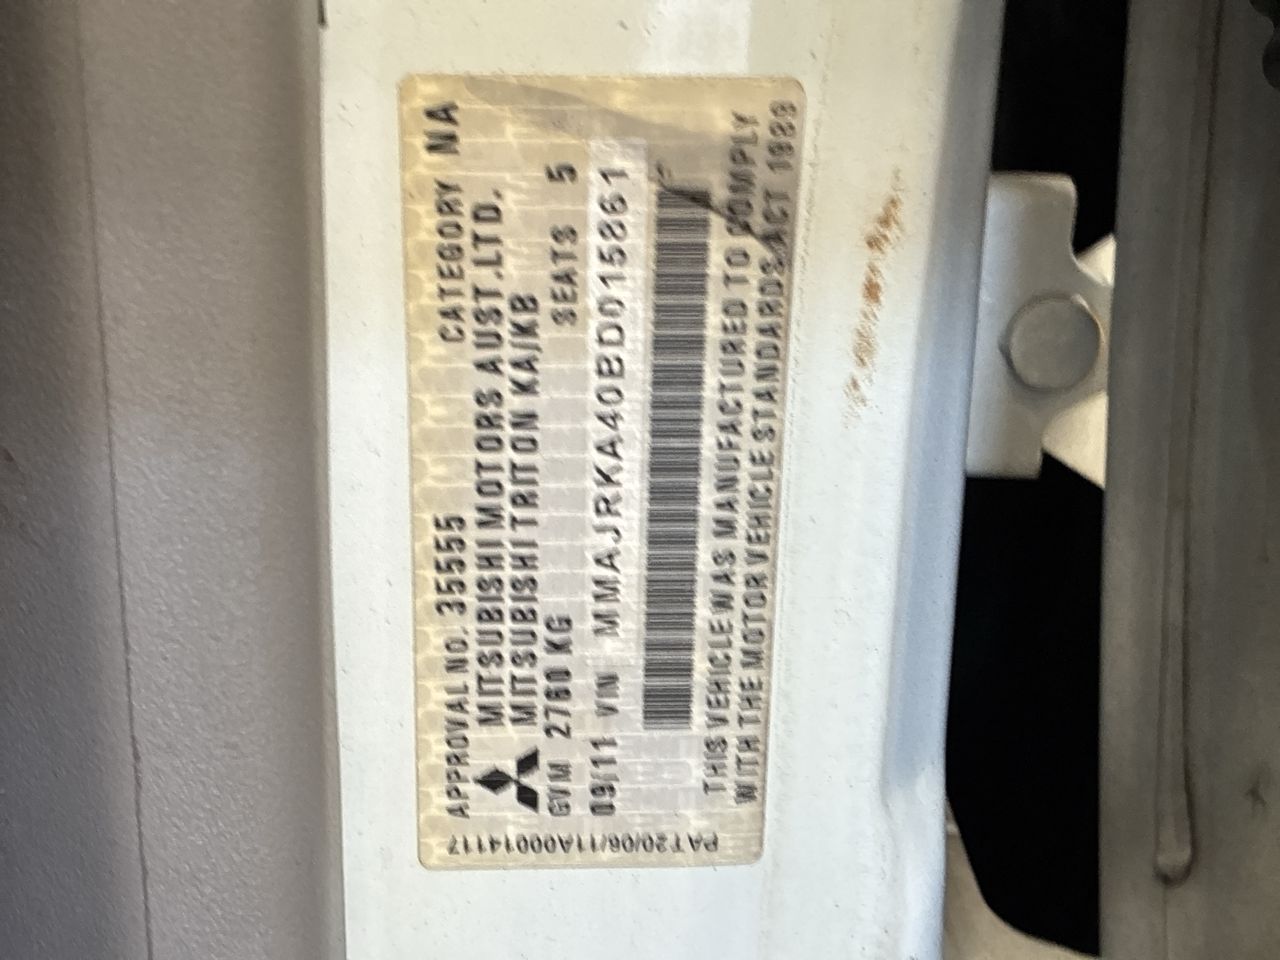 APPROVAL NO. 35555 CATEGORY NA
MITSUBISHI MOTORS AUST.LTD.
MITSUBISHI TRITON KA/KB
GVM 2760 KG SEATS 5
09/11 VIN MMAJRKA40BD015861
THIS VEHICLE WAS MANUFACTURED TO COMPLY
WITH THE MOTOR VEHICLE STANDARDS ACT 1989
PAT20/06/11A00014117